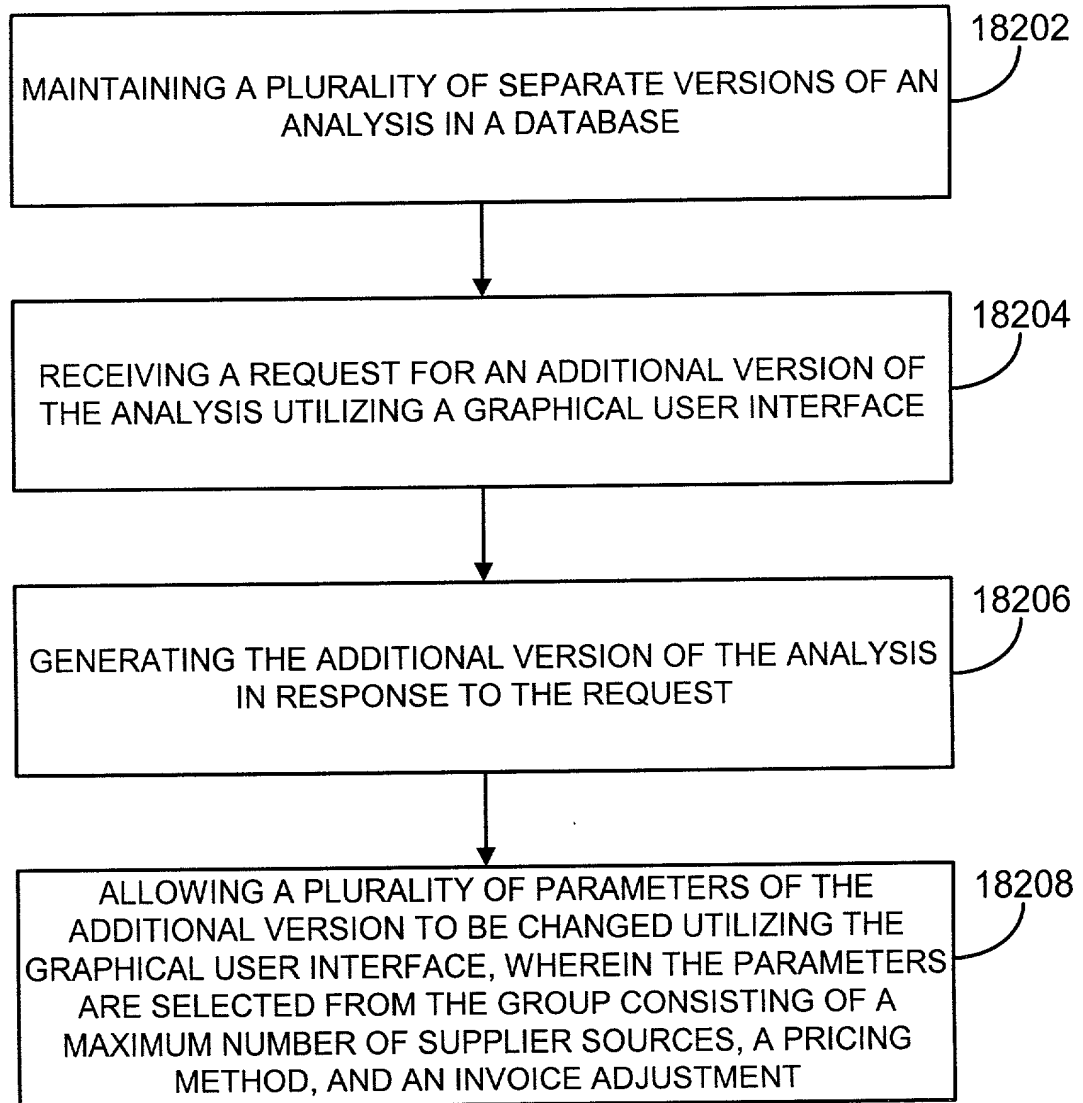 18202
MAINTAINING A PLURALITY OF SEPARATE VERSIONS OF AN
ANALYSIS IN A DATABASE
18204
RECEIVING A REQUEST FOR AN ADDITIONAL VERSION OF
THE ANALYSIS UTILIZING A GRAPHICAL USER INTERFACE
18206
GENERATING THE ADDITIONAL VERSION OF THE ANALYSIS
IN RESPONSE TO THE REQUEST
18208
ALLOWING A PLURALITY OF PARAMETERS OF THE
ADDITIONAL VERSION TO BE CHANGED UTILIZING THE
GRAPHICAL USER INTERFACE, WHEREIN THE PARAMETERS
ARE SELECTED FROM THE GROUP CONSISTING OF A
MAXIMUM NUMBER OF SUPPLIER SOURCES, A PRICING
METHOD, AND AN INVOICE ADJUSTMENT